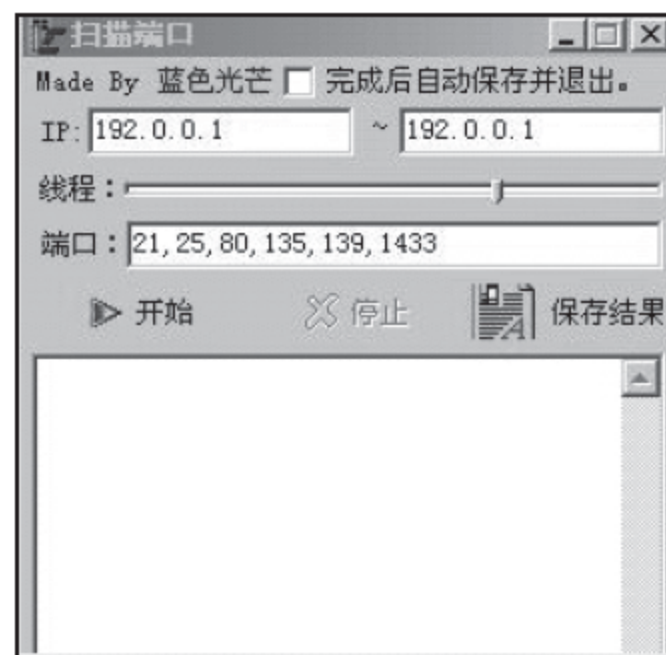 扫描端口
Made By 蓝色光芒 完成后自动保存并退出。
IP: 192.0.0.1 ~ 192.0.0.1
线程：
端口：21,25,80,135,139,1433
开始 停止 保存结果